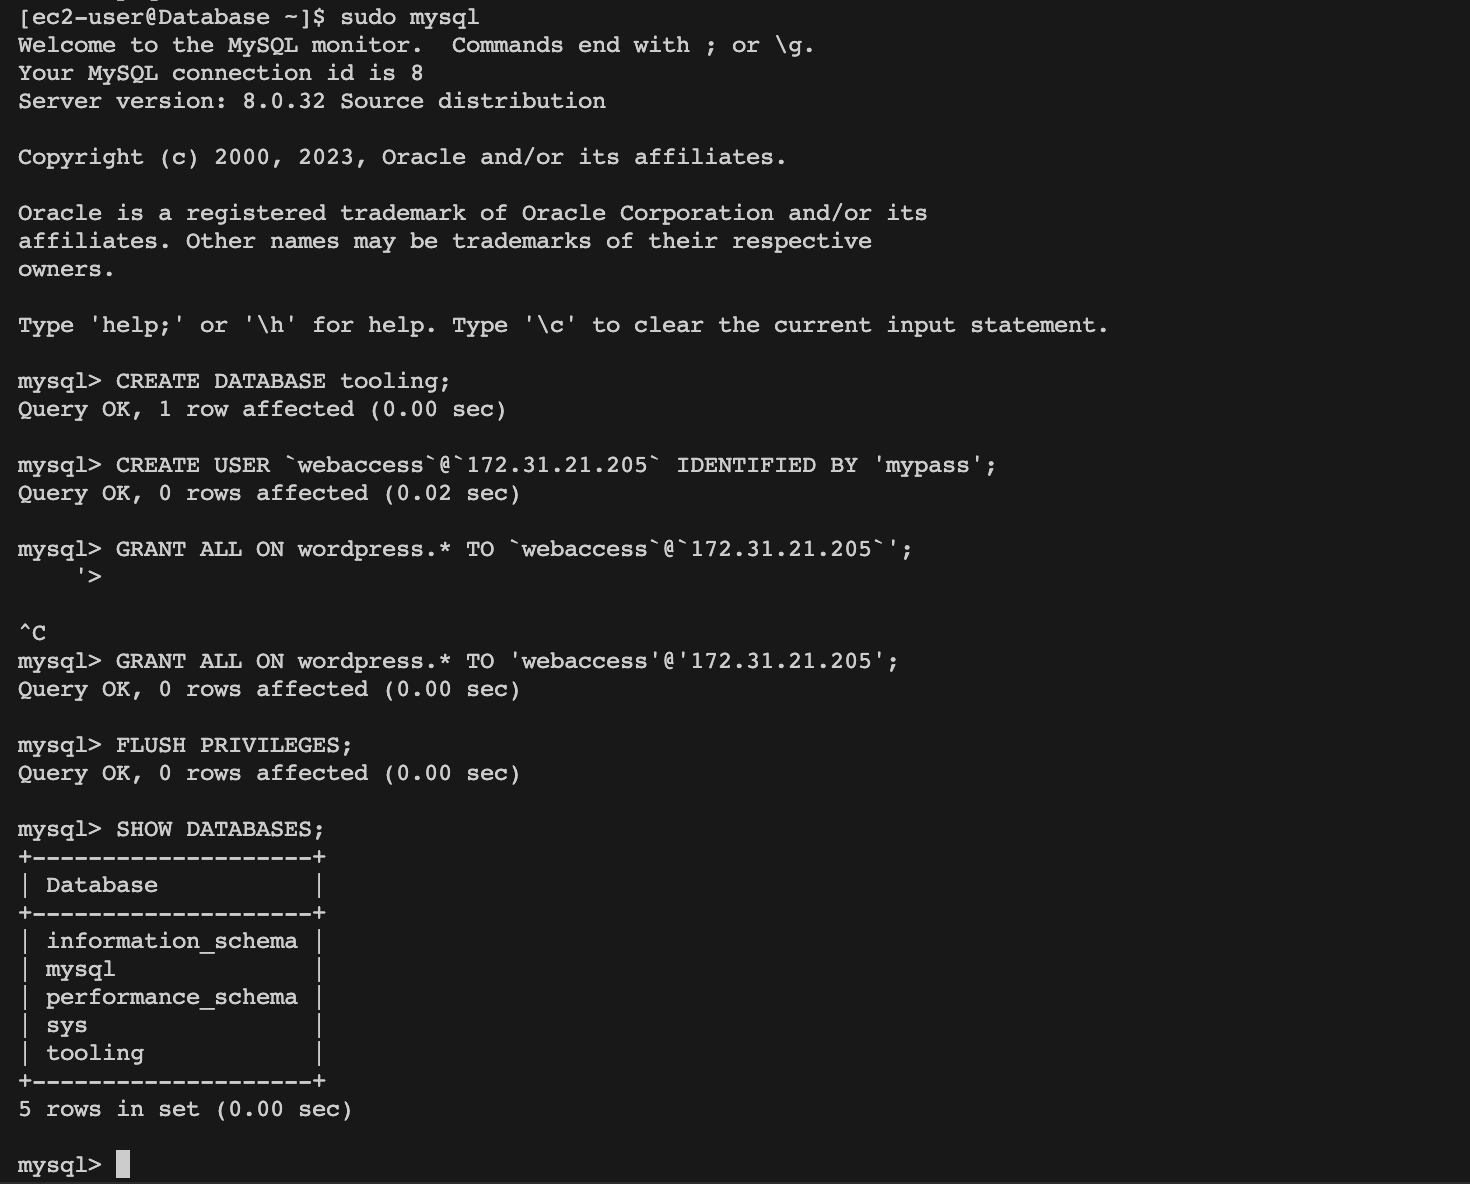 [ec2-user@Database ~]$ sudo mysql
Welcome to the MySQL monitor.  Commands end with ; or \g.
Your MySQL connection id is 8
Server version: 8.0.32 Source distribution

Copyright (c) 2000, 2023, Oracle and/or its affiliates.

Oracle is a registered trademark of Oracle Corporation and/or its
affiliates. Other names may be trademarks of their respective
owners.

Type 'help;' or '\h' for help. Type '\c' to clear the current input statement.

mysql> CREATE DATABASE tooling;
Query OK, 1 row affected (0.00 sec)

mysql> CREATE USER `webaccess`@`172.31.21.205` IDENTIFIED BY 'mypass';
Query OK, 0 rows affected (0.02 sec)

mysql> GRANT ALL ON wordpress.* TO `webaccess`@`172.31.21.205`';
    '>

^C
mysql> GRANT ALL ON wordpress.* TO 'webaccess'@'172.31.21.205';
Query OK, 0 rows affected (0.00 sec)

mysql> FLUSH PRIVILEGES;
Query OK, 0 rows affected (0.00 sec)

mysql> SHOW DATABASES;
+--------------------+
| Database           |
+--------------------+
| information_schema |
| mysql              |
| performance_schema |
| sys                |
| tooling            |
+--------------------+
5 rows in set (0.00 sec)

mysql>